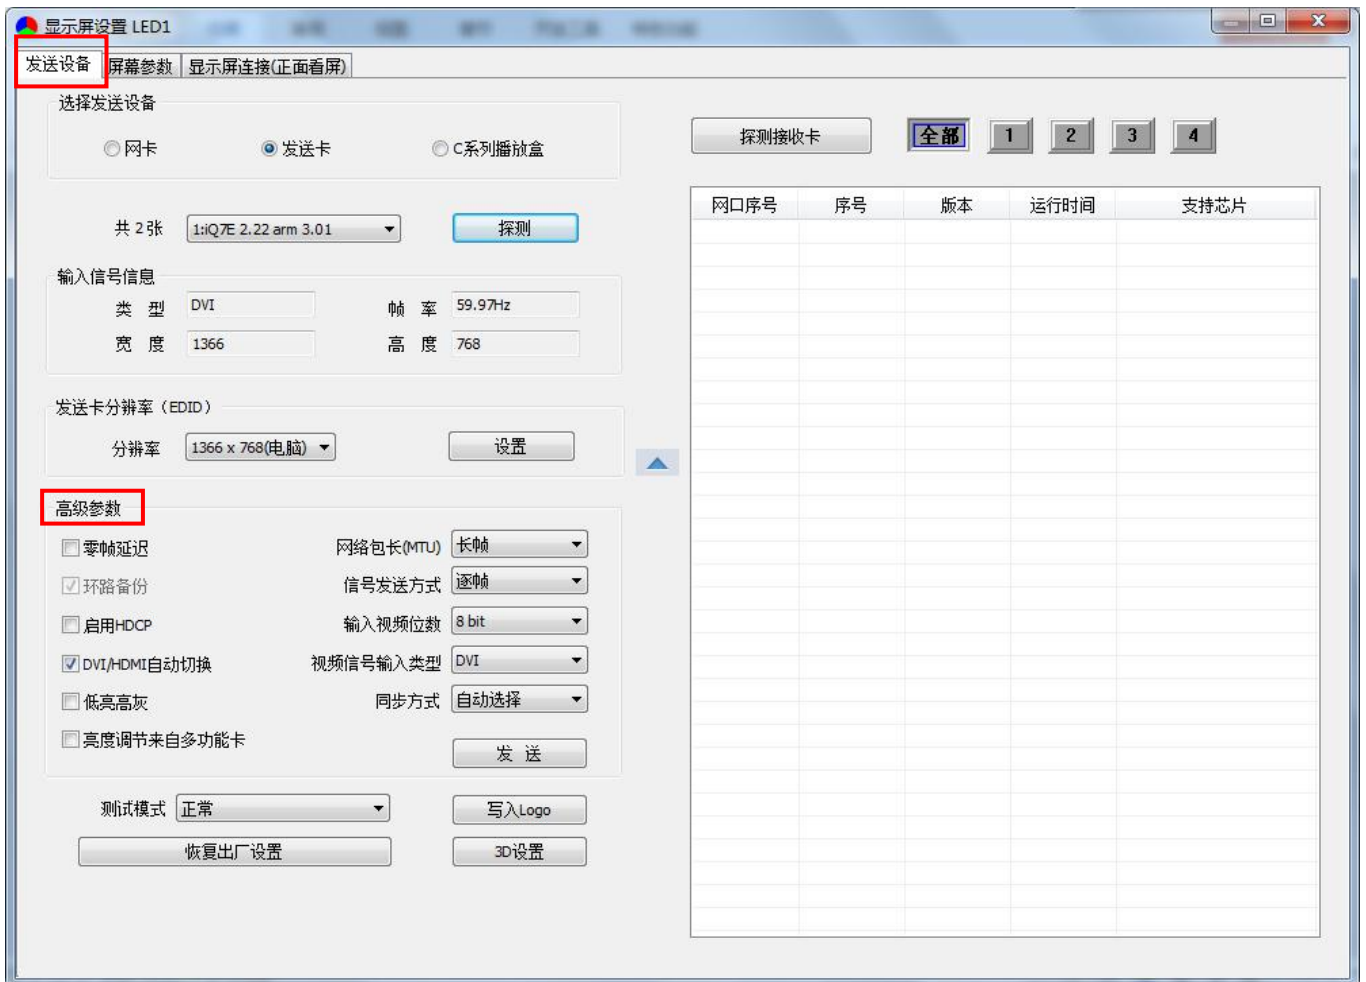 显示屏设置 LED1
发送设备 屏幕参数 显示屏连接(正面看屏)
选择发送设备
网卡 发送卡 C系列播放盒
共 2 张 1:iQ7E 2.22 arm 3.01 探测
输入信号信息
类 型 DVI 帧 率 59.97Hz
宽 度 1366 高 度 768
发送卡分辨率（EDID）
分辨率 1366 x 768(电脑) 设置
高级参数
零帧延迟 网络包长(MTU) 长帧
环路备份 信号发送方式 逐帧
启用HDCP 输入视频位数 8 bit
DVI/HDMI自动切换 视频信号输入类型 DVI
低亮高灰 同步方式 自动选择
亮度调节来自多功能卡 发 送
测试模式 正常 写入Logo
恢复出厂设置 3D设置
探测接收卡 全部 1 2 3 4
网口序号 序号 版本 运行时间 支持芯片